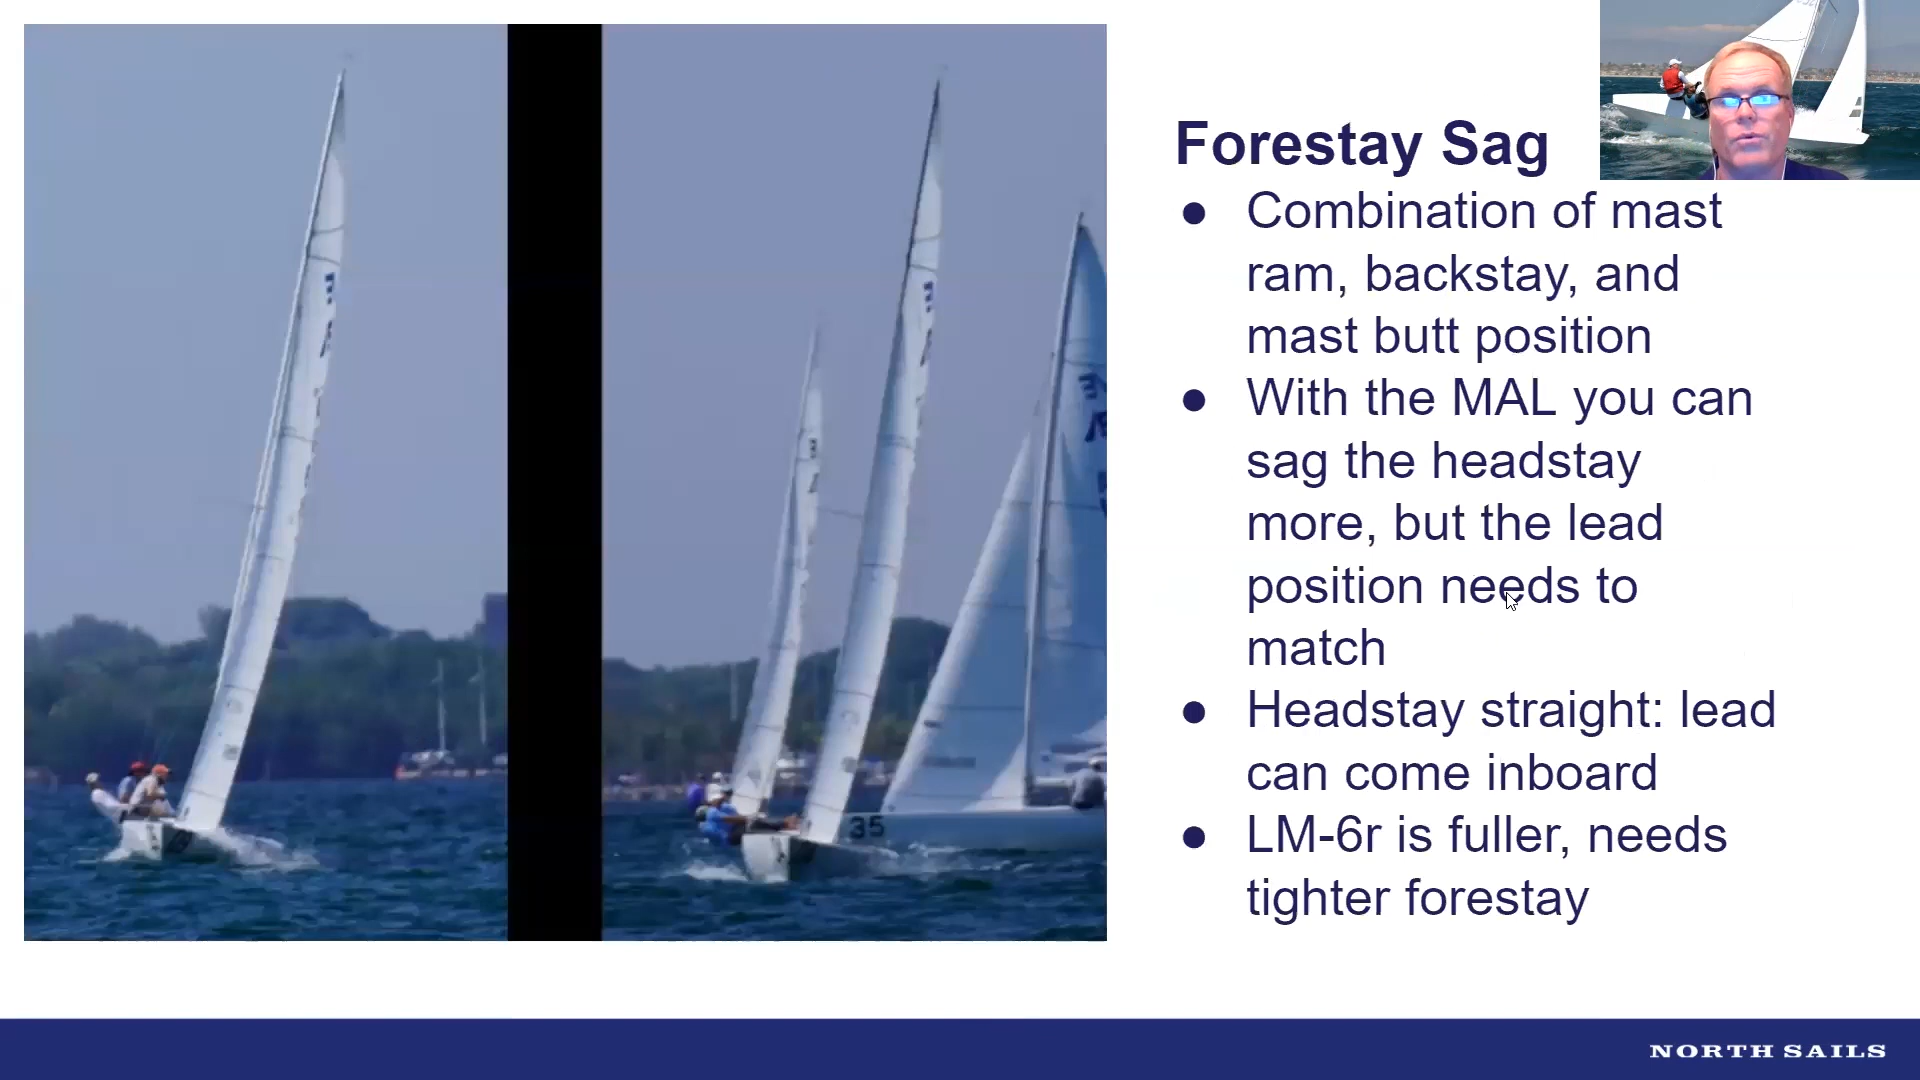 Forestay Sag
● Combination of mast
ram, backstay, and
mast butt position
● With the MAL you can
sag the headstay
more, but the lead
position needs to
match
● Headstay straight: lead
can come inboard
● LM-6r is fuller, needs
tighter forestay
35
NORTH SAILS